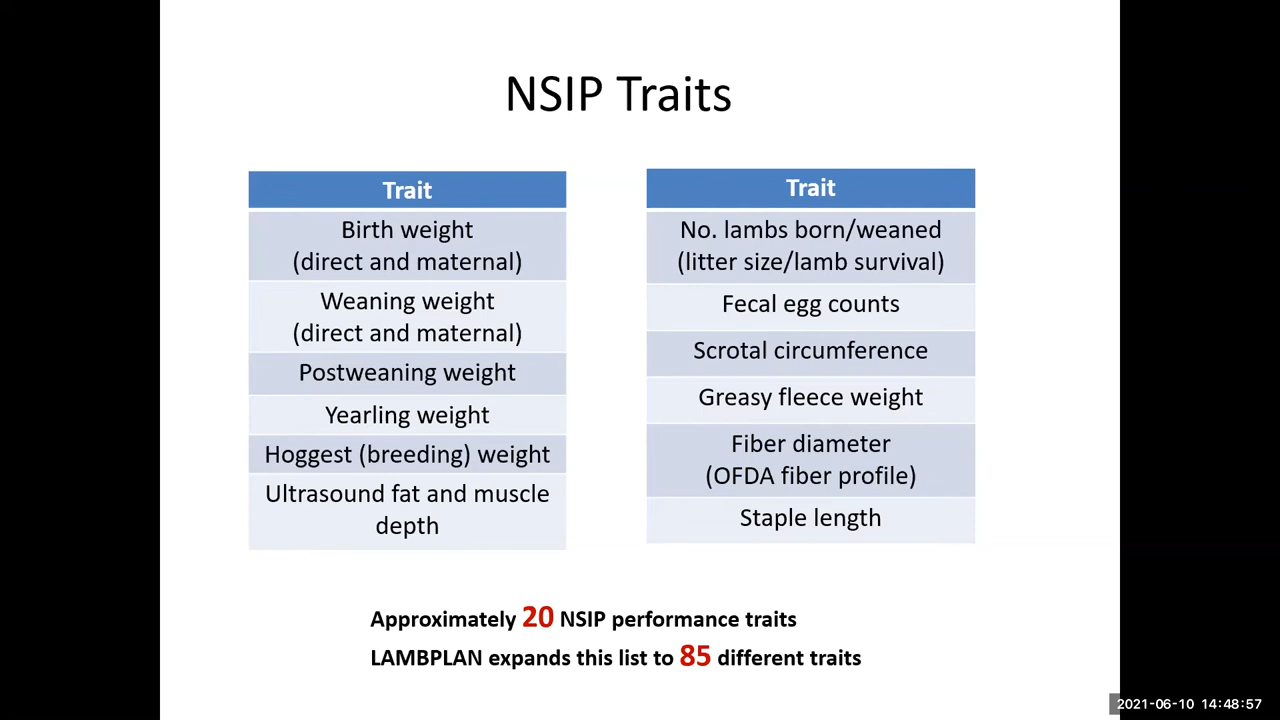 NSIP Traits
Trait
Birth weight
(direct and maternal)
Weaning weight
(direct and maternal)
Postweaning weight
Yearling weight
Hoggest (breeding) weight
Ultrasound fat and muscle
depth
Trait
No. lambs born/weaned
(litter size/lamb survival)
Fecal egg counts
Scrotal circumference
Greasy fleece weight
Fiber diameter
(OFDA fiber profile)
Staple length
Approximately 20 NSIP performance traits
LAMBPLAN expands this list to 85 different traits
2021-06-10 14:48:57